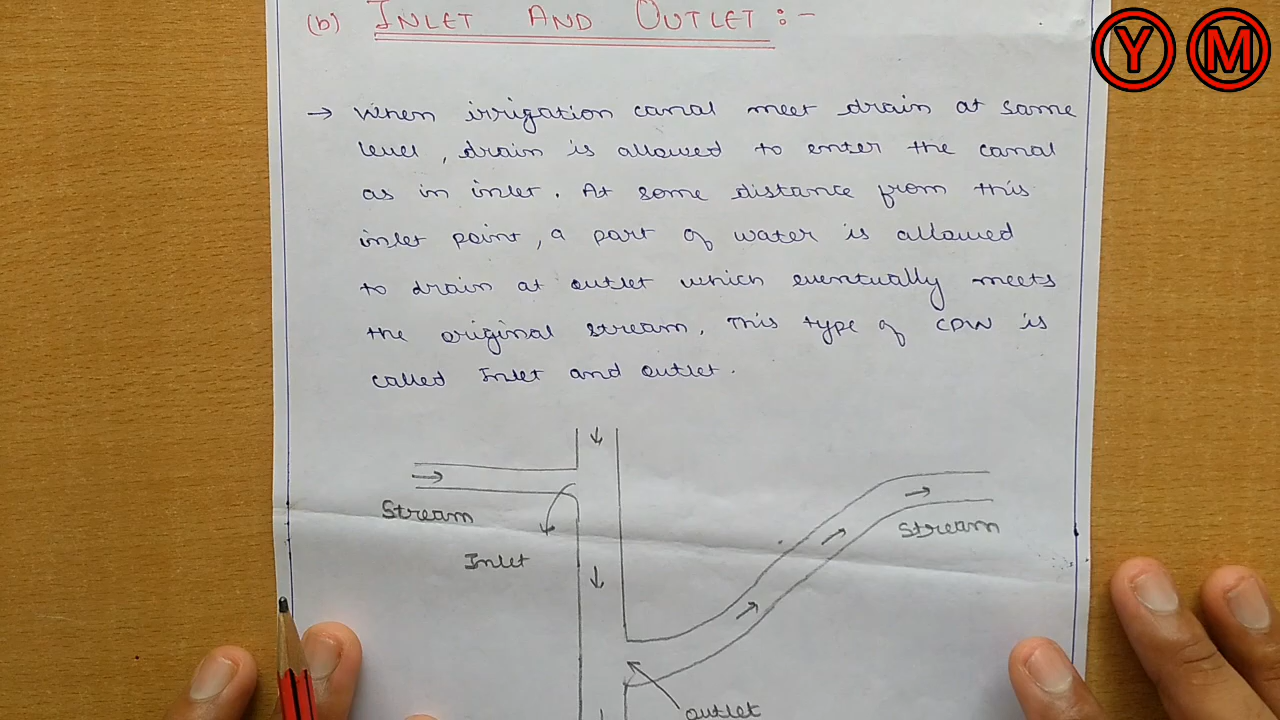 (b) INLET AND OUTLET :-
→ When irrigation canal meet drain at same
level, drain is allowed to enter the canal
as in inlet. At some distance from this
inlet point, a part of water is allowed
to drain at outlet which eventually meets
the original stream. This type of CDW is
called Inlet and outlet.
Stream
Inlet
Stream
outlet
Y M